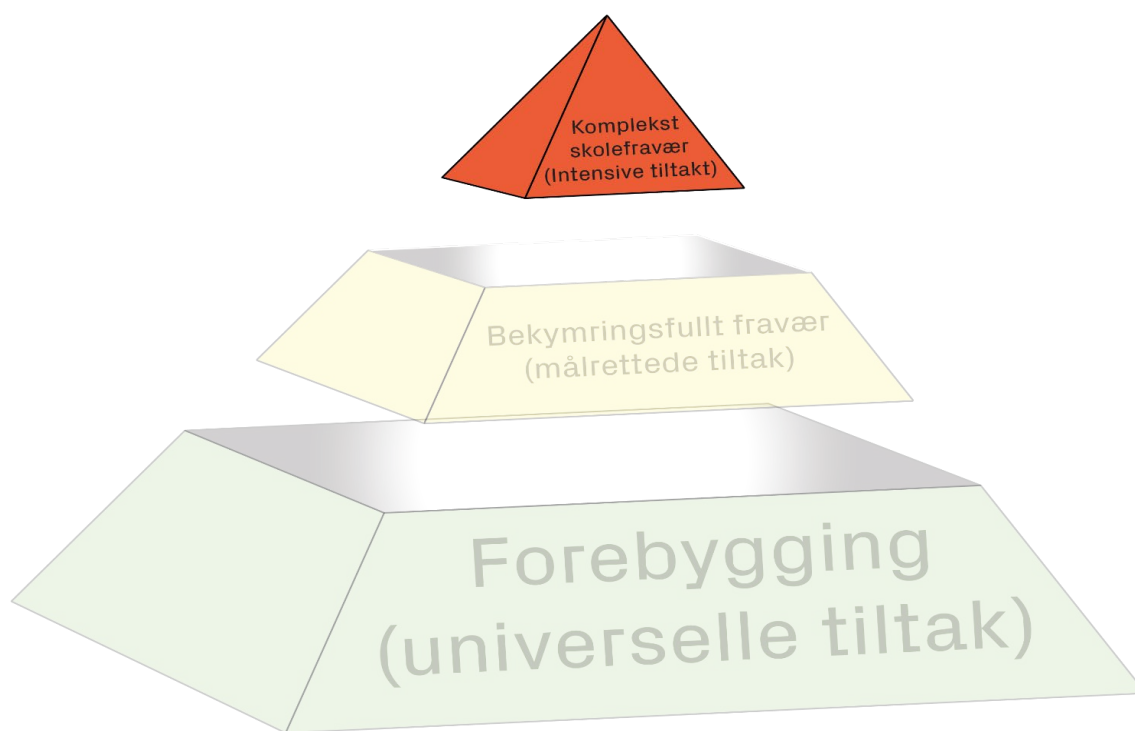 Komplekst
skolefravær
(Intensive tiltakt)
Bekymringsfullt fravær
(målrettede tiltak)
Forebygging
(universelle tiltak)